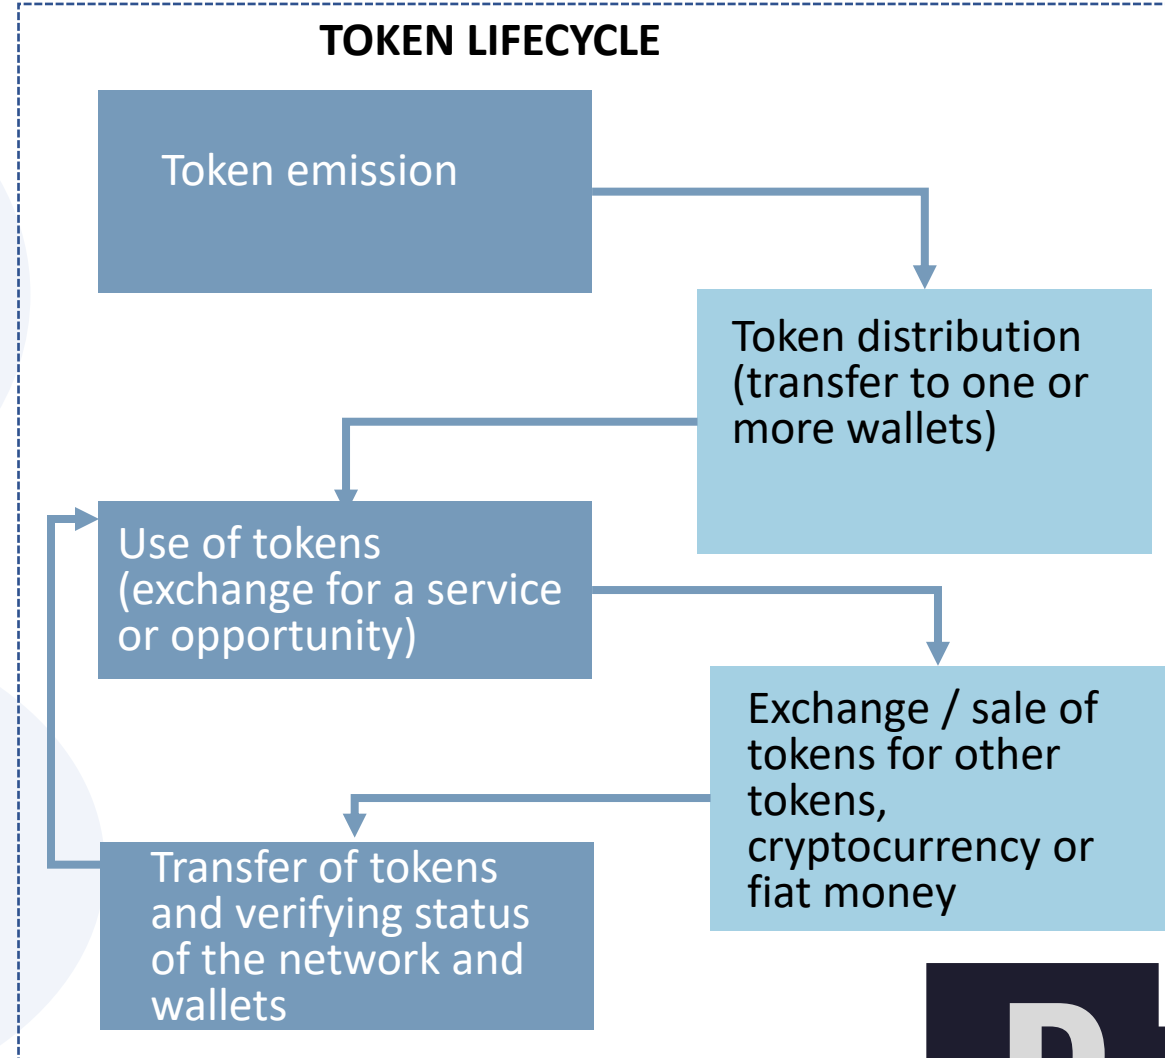 TOKEN LIFECYCLE
Token emission
Token distribution
(transfer to one or
more wallets)
Use of tokens
(exchange for a service
or opportunity)
Exchange / sale of
tokens for other
tokens,
cryptocurrency or
fiat money
Transfer of tokens
and verifying status
of the network and
wallets